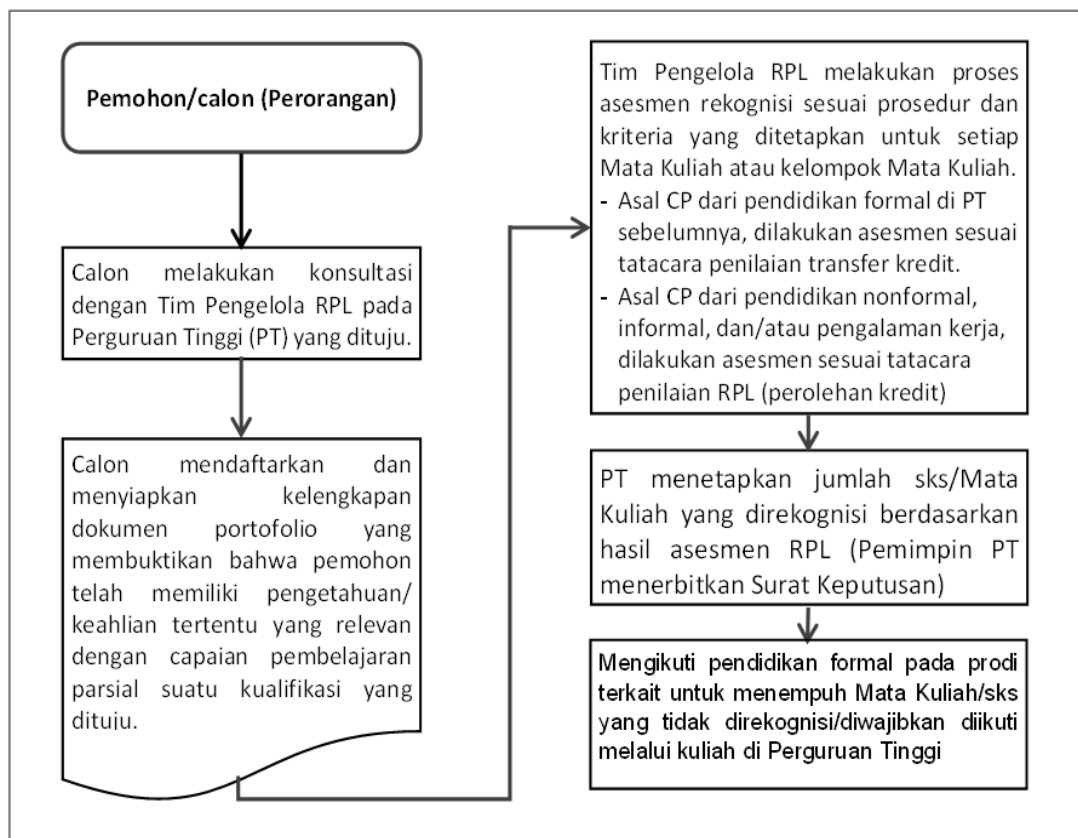 Pemohon/calon (Perorangan)
Calon melakukan konsultasi
dengan Tim Pengelola RPL pada
Perguruan Tinggi (PT) yang dituju.
Calon mendaftarkan dan
menyiapkan kelengkapan
dokumen portofolio yang
membuktikan bahwa pemohon
telah memiliki pengetahuan/
keahlian tertentu yang relevan
dengan capaian pembelajaran
parsial suatu kualifikasi yang
dituju.
Tim Pengelola RPL melakukan proses
asesmen rekognisi sesuai prosedur dan
kriteria yang ditetapkan untuk setiap
Mata Kuliah atau kelompok Mata Kuliah.
- Asal CP dari pendidikan formal di PT
sebelumnya, dilakukan asesmen sesuai
tatacara penilaian transfer kredit.
- Asal CP dari pendidikan nonformal,
informal, dan/atau pengalaman kerja,
dilakukan asesmen sesuai tatacara
penilaian RPL (perolehan kredit)
PT menetapkan jumlah sks/Mata
Kuliah yang direkognisi berdasarkan
hasil asesmen RPL (Pemimpin PT
menerbitkan Surat Keputusan)
Mengikuti pendidikan formal pada prodi
terkait untuk menempuh Mata Kuliah/sks
yang tidak direkognisi/diwajibkan diikuti
melalui kuliah di Perguruan Tinggi